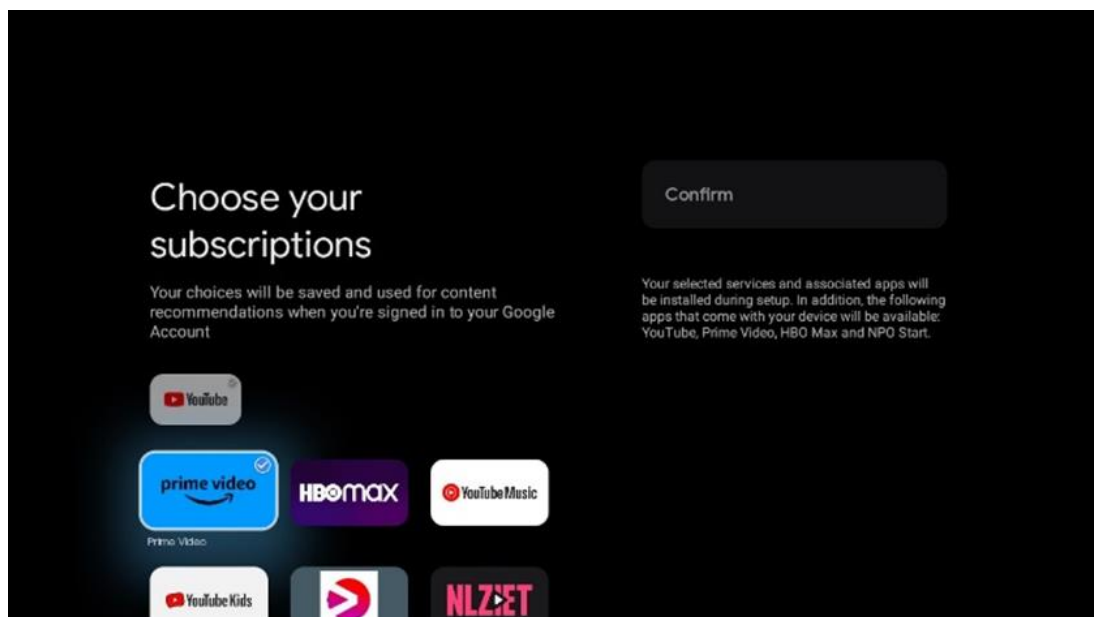 Choose your
subscriptions
Your choices will be saved and used for content
recommendations when you're signed in to your Google
Account
YouTube
prime video
HBOmax
YouTube Music
Prime Video
YouTube Kids
NLZIET
Confirm
Your selected services and associated apps will
be installed during setup. In addition, the following
apps that come with your device will be available:
YouTube, Prime Video, HBO Max and NPO Start.